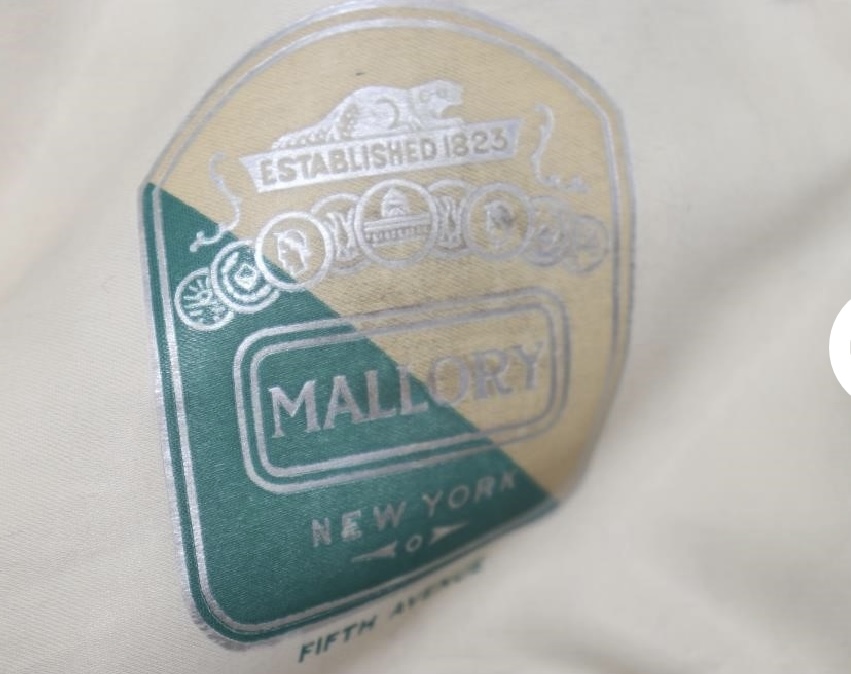 ESTABLISHED 1823
MALLORY
NEW YORK
FIFTH AVENUE